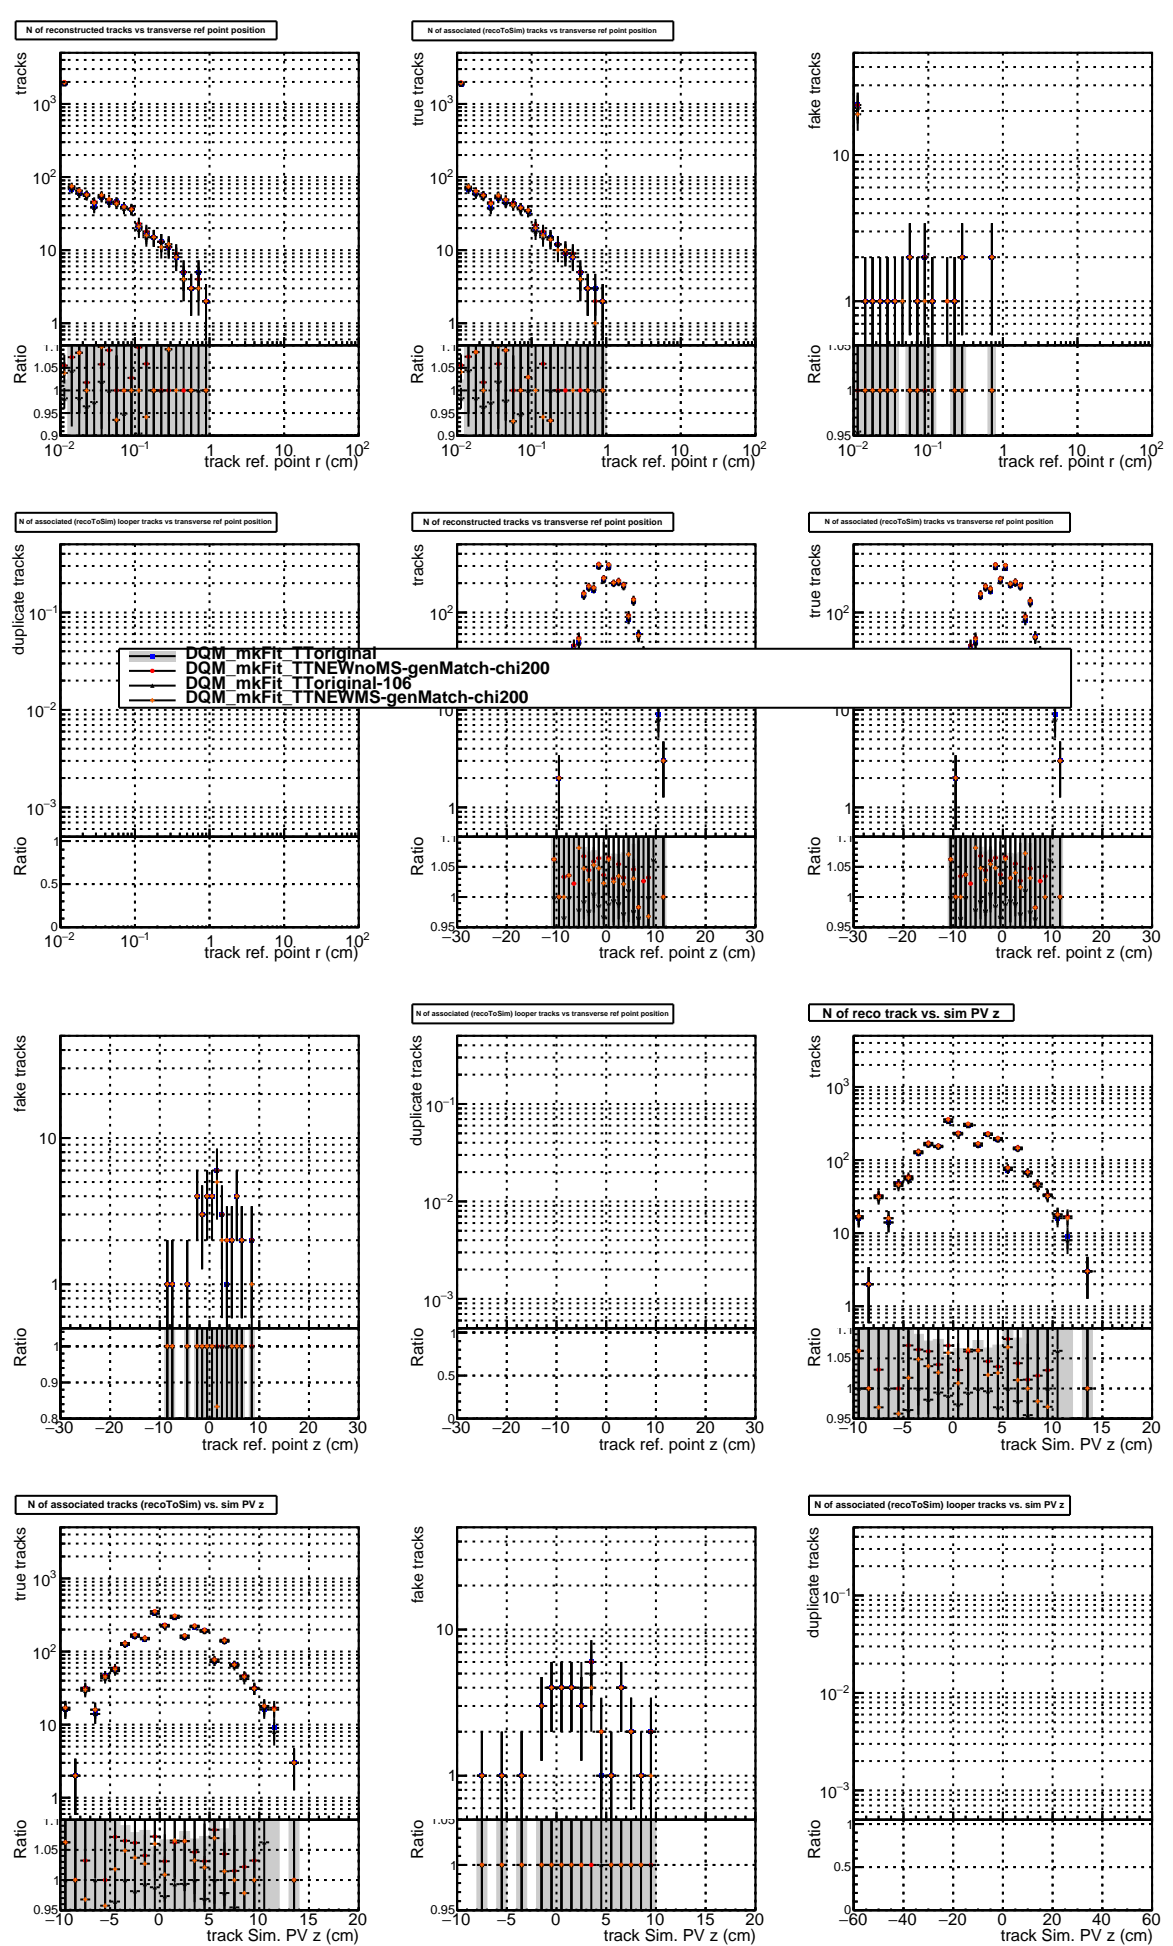 N of reconstructed tracks vs transverse ref point position
N of associated (recoToSim) tracks vs transverse ref point position
tracks
true tracks
fake tracks
10³
10²
10
1
10³
10²
10
1
10
1
Ratio
1.1
1.05
1
0.95
0.9
Ratio
1.1
1.05
1
0.95
0.9
Ratio
1.05
1
0.95
10⁻² 10⁻¹ 1 10 10²
10⁻² 10⁻¹ 1 10 10²
10⁻² 10⁻¹ 1 10 10²
track ref. point r (cm)
track ref. point r (cm)
track ref. point r (cm)
N of associated (recoToSim) looper tracks vs transverse ref point position
N of reconstructed tracks vs transverse ref point position
N of associated (recoToSim) tracks vs transverse ref point position
duplicate tracks
tracks
true tracks
10⁻¹
10⁻²
10⁻³
10²
10
1
10²
10
1
DQM_mkFit_TToriginal
DQM_mkFit_TTNEWnoMS-genMatch-chi200
DQM_mkFit_TToriginal-106
DQM_mkFit_TTNEWMS-genMatch-chi200
Ratio
1
0.5
0
Ratio
1.1
1.05
1
0.95
Ratio
1.1
1.05
1
0.95
10⁻² 10⁻¹ 1 10 10²
−30 −20 −10 0 10 20 30
−30 −20 −10 0 10 20 30
track ref. point r (cm)
track ref. point z (cm)
track ref. point z (cm)
N of associated (recoToSim) looper tracks vs transverse ref point position
N of reco track vs. sim PV z
fake tracks
duplicate tracks
tracks
10
1
10⁻¹
10⁻²
10⁻³
10³
10²
10
1
Ratio
1
0.9
0.8
Ratio
1
0.5
0
Ratio
1.1
1.05
1
0.95
−30 −20 −10 0 10 20 30
−30 −20 −10 0 10 20 30
−10 −5 0 5 10 15 20
track ref. point z (cm)
track ref. point z (cm)
track Sim. PV z (cm)
N of associated tracks (recoToSim) vs. sim PV z
N of associated (recoToSim) looper tracks vs. sim PV z
true tracks
fake tracks
duplicate tracks
10³
10²
10
1
10
1
10⁻¹
10⁻²
10⁻³
Ratio
1.1
1.05
1
0.95
Ratio
1.05
1
0.95
Ratio
1
0.5
0
−10 −5 0 5 10 15 20
−10 −5 0 5 10 15 20
−60 −40 −20 0 20 40 60
track Sim. PV z (cm)
track Sim. PV z (cm)
track Sim. PV z (cm)